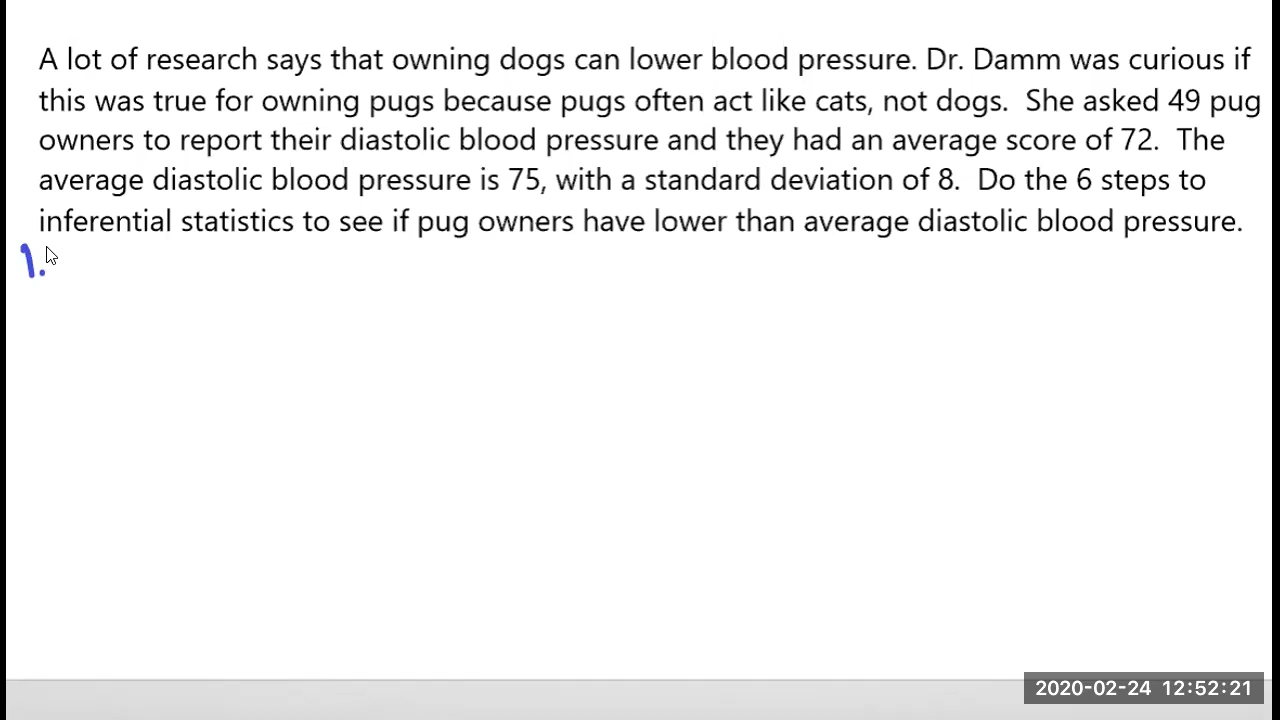 A lot of research says that owning dogs can lower blood pressure. Dr. Damm was curious if
this was true for owning pugs because pugs often act like cats, not dogs.  She asked 49 pug
owners to report their diastolic blood pressure and they had an average score of 72.  The
average diastolic blood pressure is 75, with a standard deviation of 8.  Do the 6 steps to
inferential statistics to see if pug owners have lower than average diastolic blood pressure.
1.
2020-02-24 12:52:21